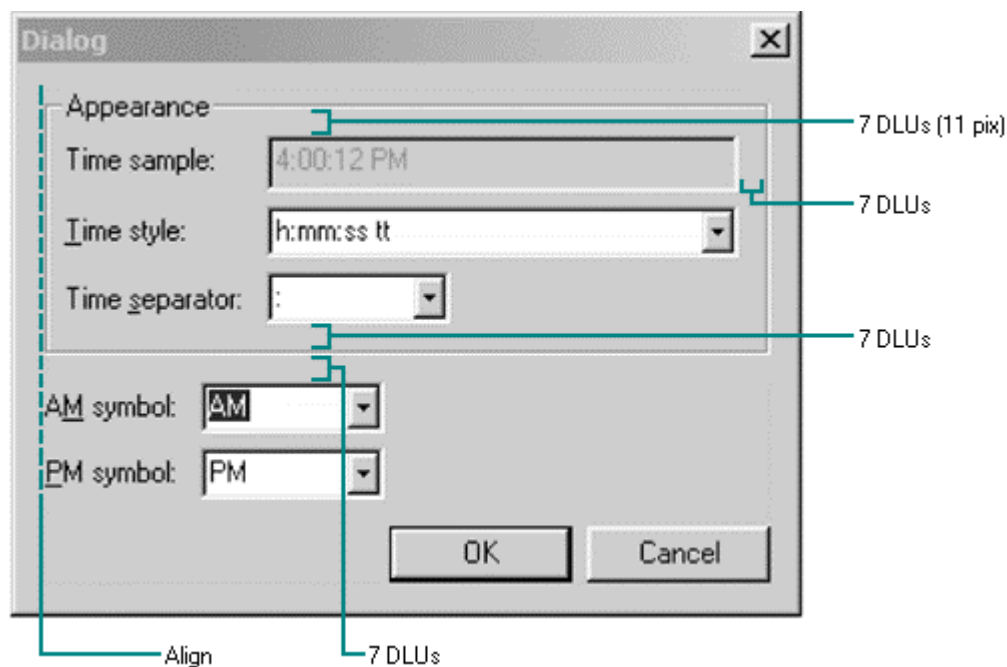 Dialog
Appearance
7 DLUs (11 pix)
Time sample: 4:00:12 PM
7 DLUs
Time style: h:mm:ss tt
Time separator: :
7 DLUs
AM symbol: AM
PM symbol: PM
OK Cancel
Align 7 DLUs